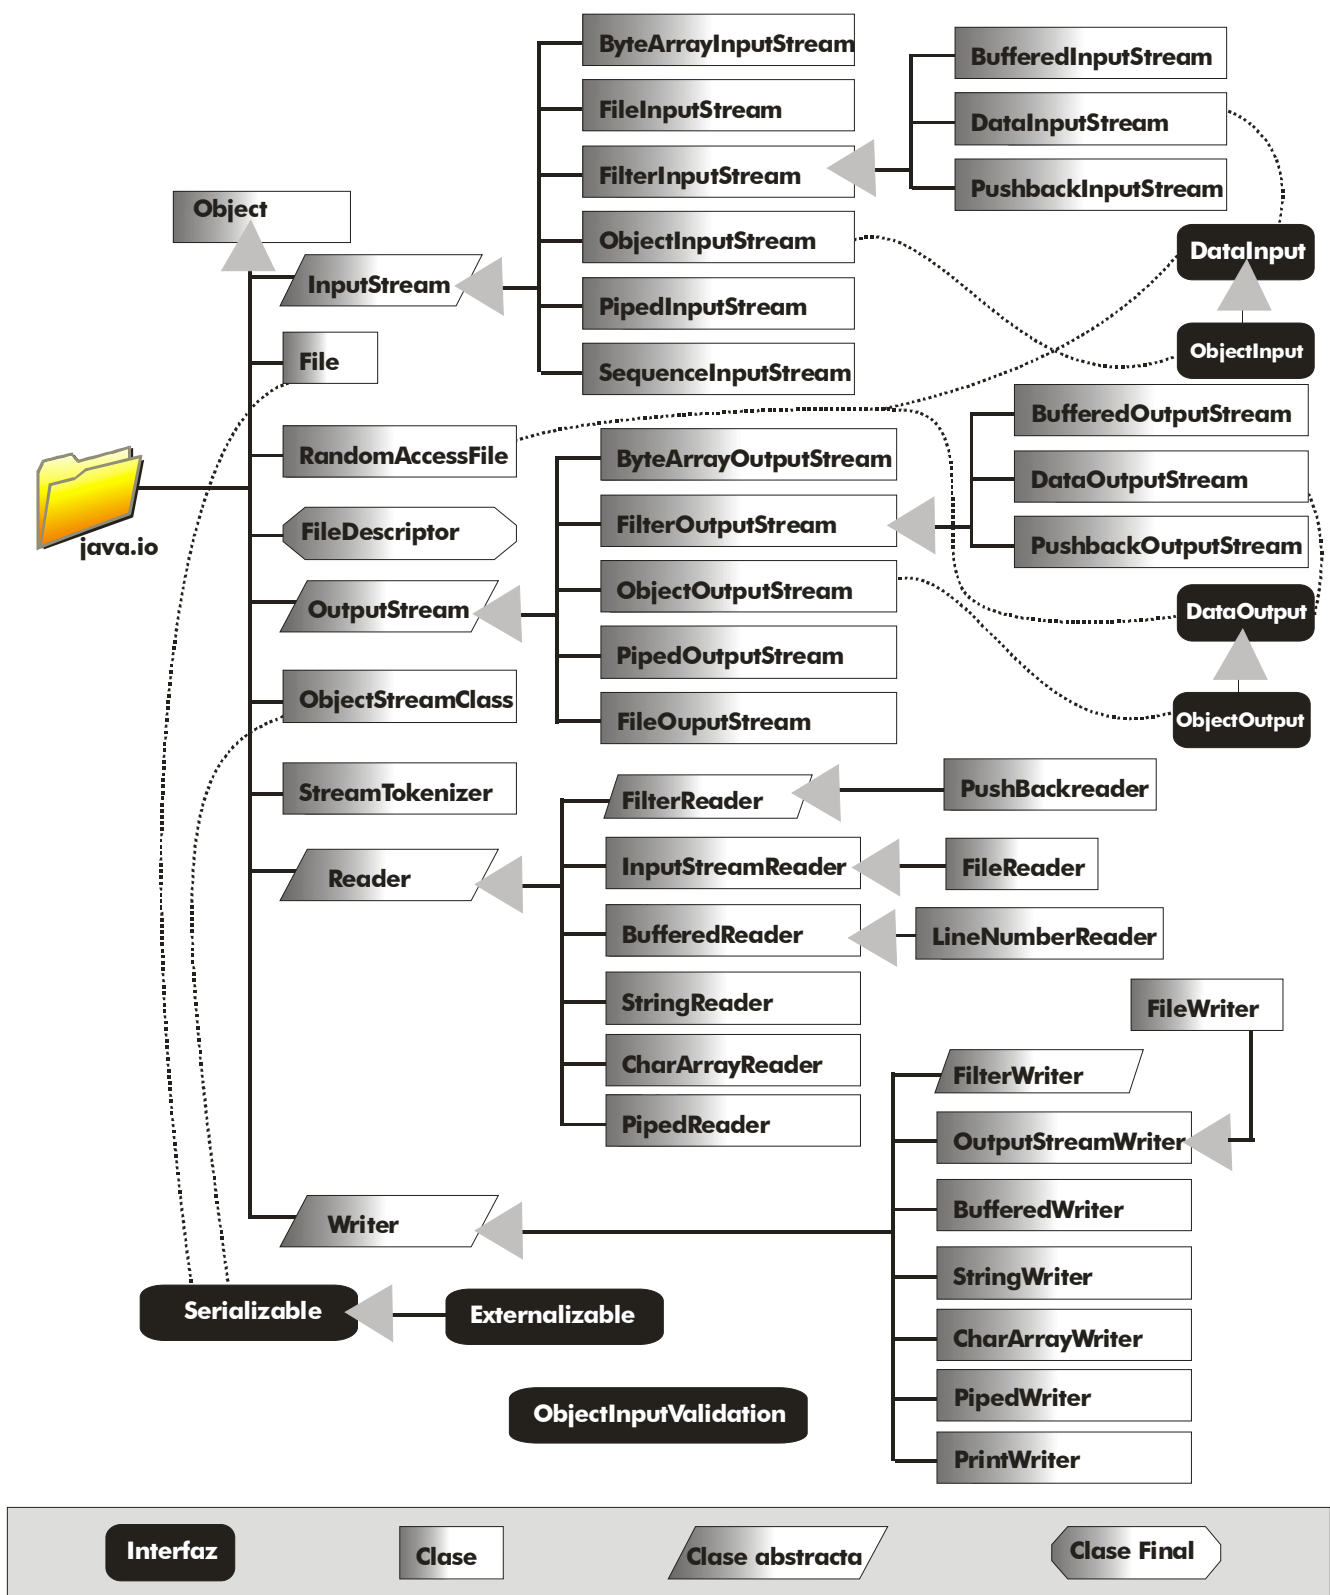 ByteArrayInputStream
BufferedInputStream
FileInputStream
DataInputStream
FilterInputStream
PushbackInputStream
Object
ObjectInputStream
DataInput
InputStream
PipedInputStream
ObjectInput
File
SequenceInputStream
BufferedOutputStream
RandomAccessFile
ByteArrayOutputStream
DataOutputStream
FileDescriptor
FilterOutputStream
PushbackOutputStream
java.io
ObjectOutputStream
OutputStream
DataOutput
PipedOutputStream
ObjectStreamClass
FileOuputStream
ObjectOutput
StreamTokenizer
FilterReader
PushBackreader
Reader
InputStreamReader
FileReader
BufferedReader
LineNumberReader
StringReader
FileWriter
CharArrayReader
FilterWriter
PipedReader
OutputStreamWriter
Writer
BufferedWriter
StringWriter
Serializable
Externalizable
CharArrayWriter
PipedWriter
ObjectInputValidation
PrintWriter
Interfaz
Clase
Clase abstracta
Clase Final